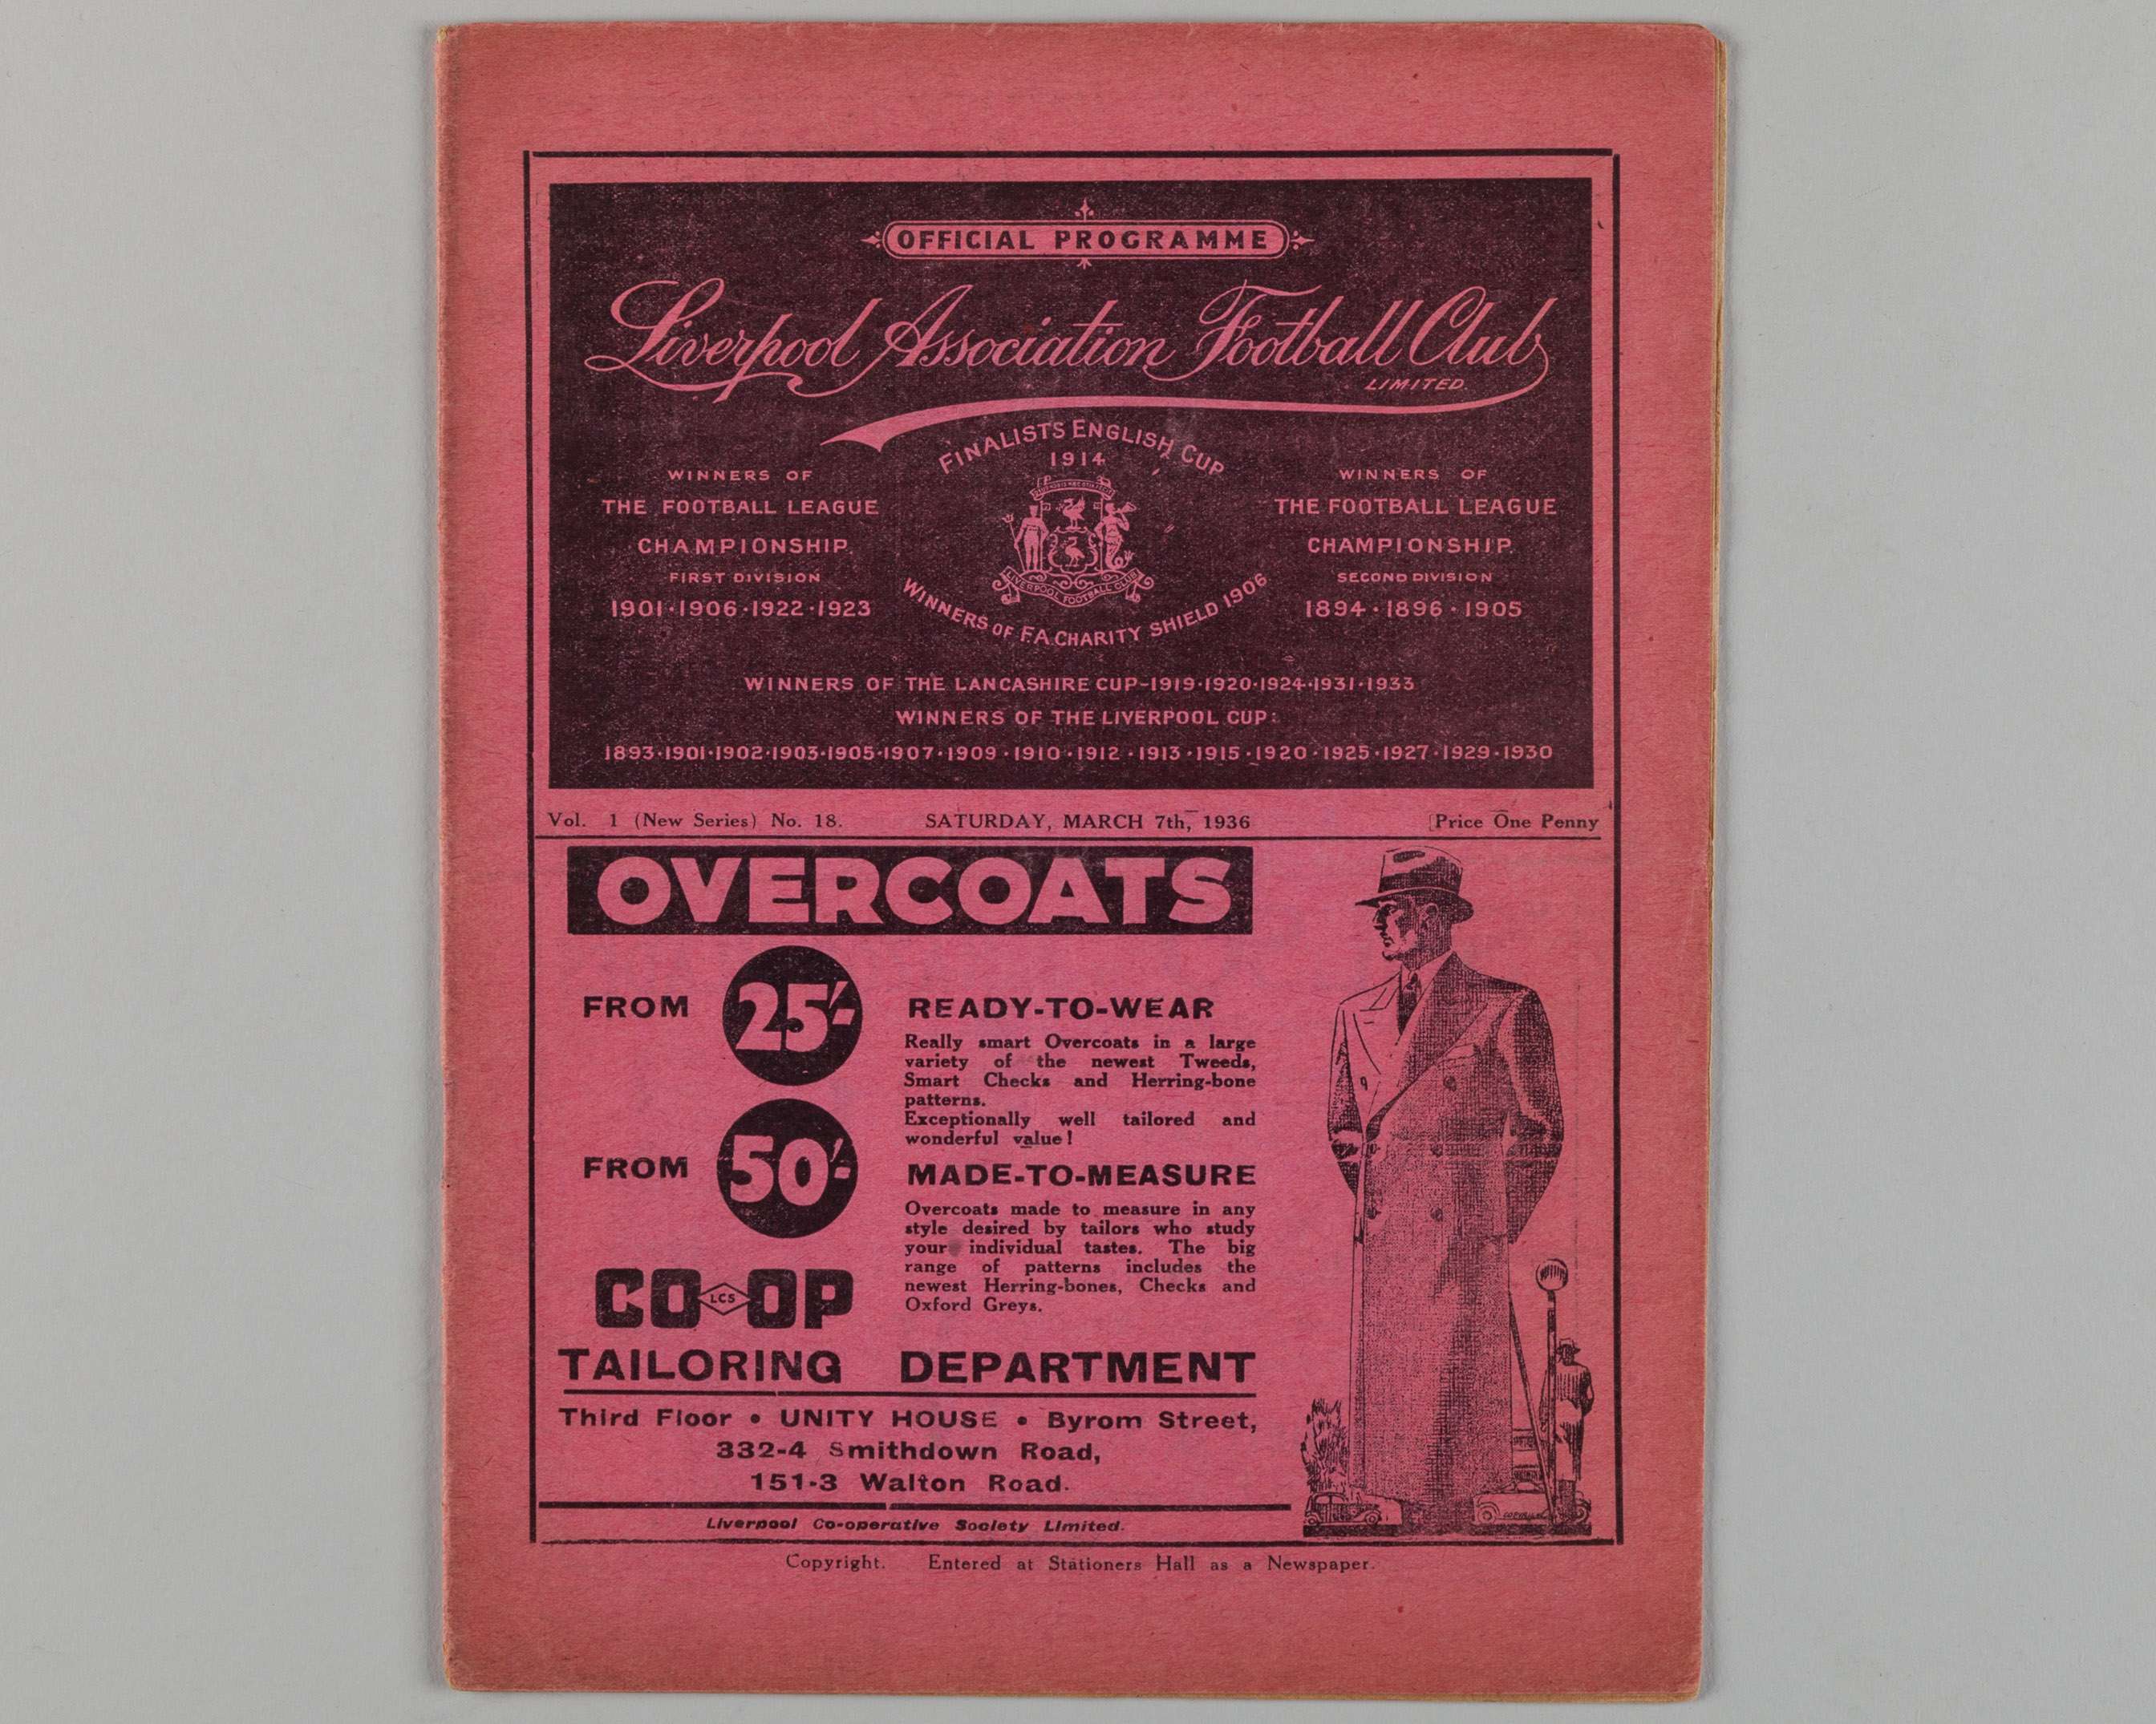 OFFICIAL PROGRAMME
Liverpool Association Football Club
LIMITED.
FINALISTS ENGLISH CUP
1914
WINNERS OF
THE FOOTBALL LEAGUE
CHAMPIONSHIP.
FIRST DIVISION
1901·1906·1922·1923
LIVERPOOL FOOTBALL CLUB
WINNERS OF F.A. CHARITY SHIELD 1906
WINNERS OF
THE FOOTBALL LEAGUE
CHAMPIONSHIP.
SECOND DIVISION
1894·1896·1905
WINNERS OF THE LANCASHIRE CUP-1919·1920·1924·1931·1933
WINNERS OF THE LIVERPOOL CUP:
1893·1901·1902·1903·1905·1907·1909·1910·1912·1913·1915·1920·1925·1927·1929·1930
Vol. 1 (New Series) No. 18. SATURDAY, MARCH 7th, 1936 [Price One Penny
OVERCOATS
FROM 25/- READY-TO-WEAR
Really smart Overcoats in a large
variety of the newest Tweeds,
Smart Checks and Herring-bone
patterns.
Exceptionally well tailored and
wonderful value!
FROM 50/- MADE-TO-MEASURE
Overcoats made to measure in any
style desired by tailors who study
your individual tastes. The big
range of patterns includes the
newest Herring-bones, Checks and
Oxford Greys.
CO LCS OP
TAILORING DEPARTMENT
Third Floor • UNITY HOUSE • Byrom Street,
332-4 Smithdown Road,
151-3 Walton Road.
Liverpool Co-operative Society Limited.
Copyright. Entered at Stationers Hall as a Newspaper.